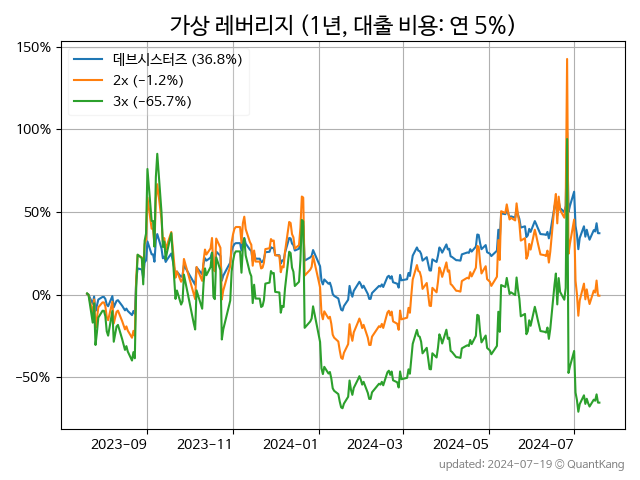 가상 레버리지 (1년, 대출 비용: 연 5%)
150%
100%
50%
0%
−50%
데브시스터즈 (36.8%)
2x (−1.2%)
3x (−65.7%)
2023-09
2023-11
2024-01
2024-03
2024-05
2024-07
updated: 2024-07-19 © QuantKang